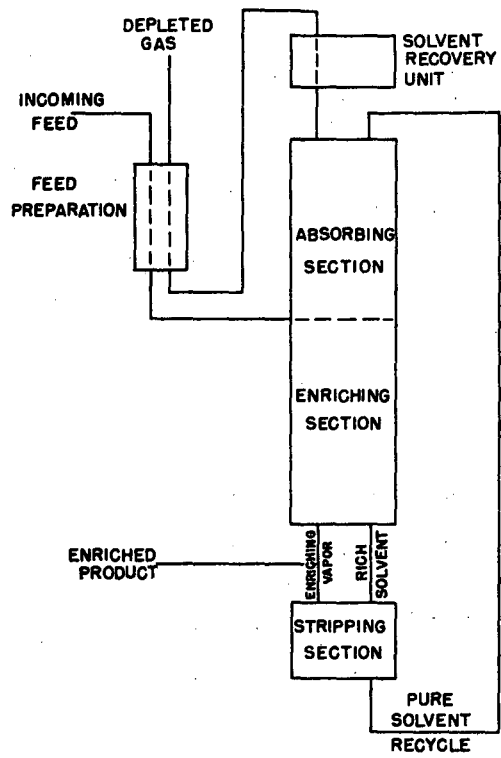 DEPLETED
GAS
SOLVENT
RECOVERY
UNIT
INCOMING
FEED
FEED
PREPARATION
ABSORBING
SECTION
ENRICHING
SECTION
ENRICHED
PRODUCT
ENRICHING
VAPOR
RICH
SOLVENT
STRIPPING
SECTION
PURE
SOLVENT
RECYCLE